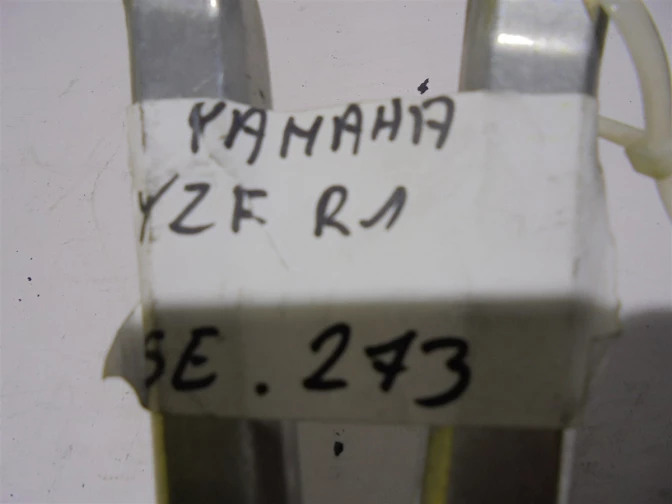 YAMAHA
YZF R1
SE. 273